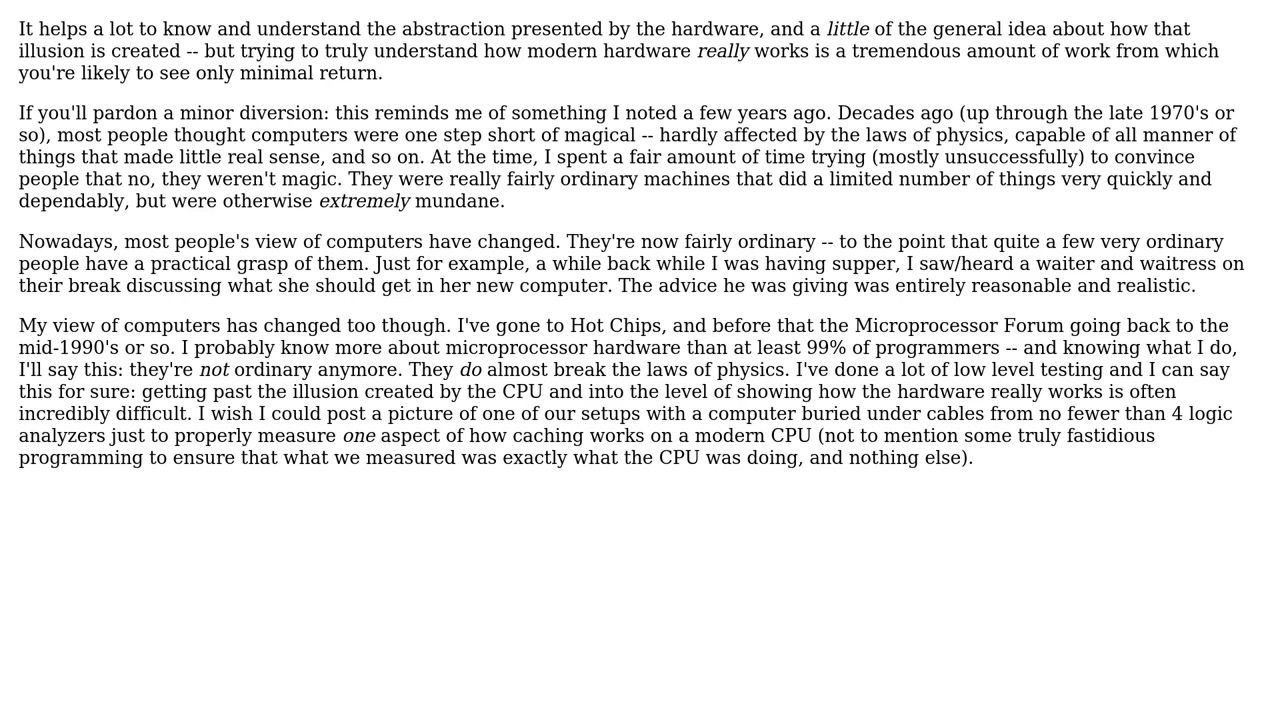 It helps a lot to know and understand the abstraction presented by the hardware, and a little of the general idea about how that
illusion is created -- but trying to truly understand how modern hardware really works is a tremendous amount of work from which
you're likely to see only minimal return.
If you'll pardon a minor diversion: this reminds me of something I noted a few years ago. Decades ago (up through the late 1970's or
so), most people thought computers were one step short of magical -- hardly affected by the laws of physics, capable of all manner of
things that made little real sense, and so on. At the time, I spent a fair amount of time trying (mostly unsuccessfully) to convince
people that no, they weren't magic. They were really fairly ordinary machines that did a limited number of things very quickly and
dependably, but were otherwise extremely mundane.
Nowadays, most people's view of computers have changed. They're now fairly ordinary -- to the point that quite a few very ordinary
people have a practical grasp of them. Just for example, a while back while I was having supper, I saw/heard a waiter and waitress on
their break discussing what she should get in her new computer. The advice he was giving was entirely reasonable and realistic.
My view of computers has changed too though. I've gone to Hot Chips, and before that the Microprocessor Forum going back to the
mid-1990's or so. I probably know more about microprocessor hardware than at least 99% of programmers -- and knowing what I do,
I'll say this: they're not ordinary anymore. They do almost break the laws of physics. I've done a lot of low level testing and I can say
this for sure: getting past the illusion created by the CPU and into the level of showing how the hardware really works is often
incredibly difficult. I wish I could post a picture of one of our setups with a computer buried under cables from no fewer than 4 logic
analyzers just to properly measure one aspect of how caching works on a modern CPU (not to mention some truly fastidious
programming to ensure that what we measured was exactly what the CPU was doing, and nothing else).